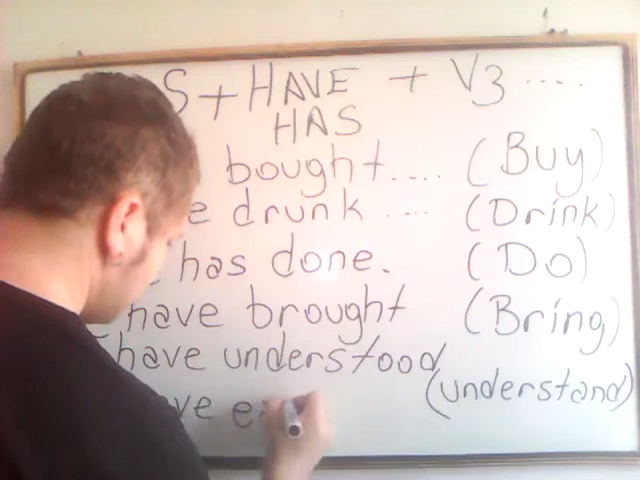 S + HAVE + V3 ....
HAS
bought.... (Buy)
drunk .... (Drink)
has done. (Do)
have brought (Bring)
have understood
(understand)